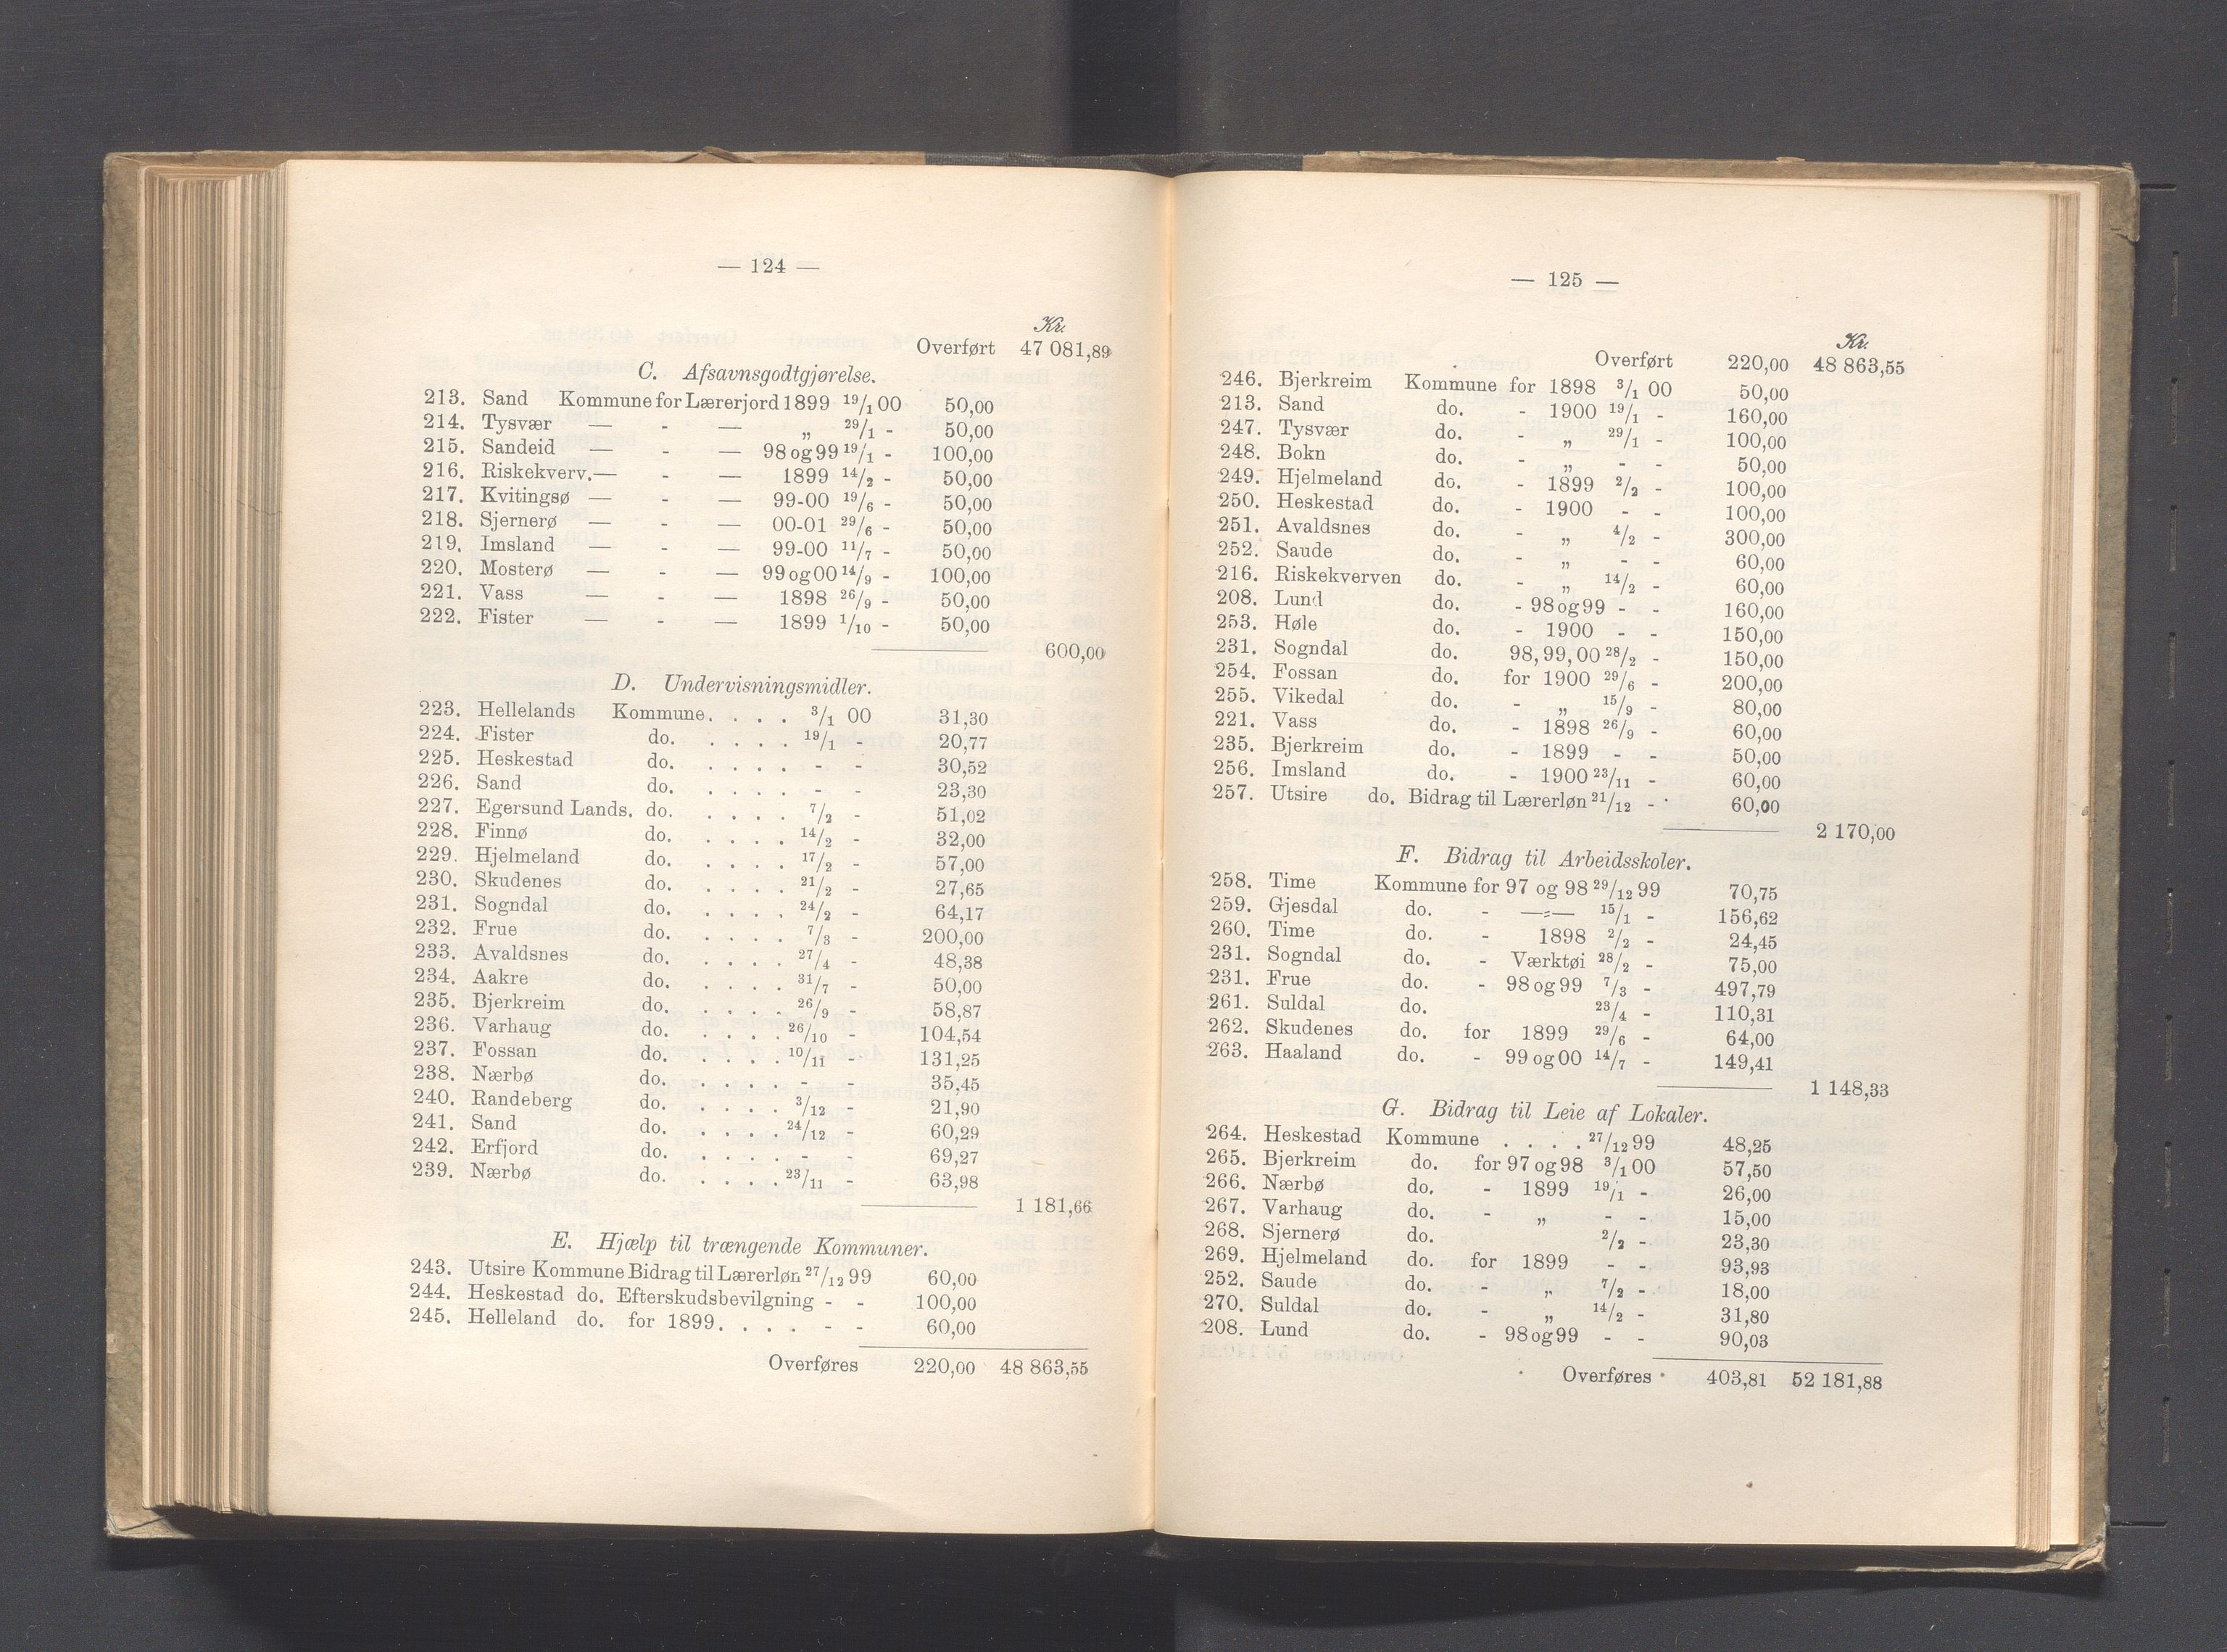 — 124 —
Kr.
Overført 47 081,89
C. Afsavnsgodtgjørelse.
213. Sand Kommune for Lærerjord 1899 19/1 00 50,00
214. Tysvær — - — „ 29/1 - 50,00
215. Sandeid — - — 98 og 99 19/1 - 100,00
216. Riskekverv. — - — 1899 14/2 - 50,00
217. Kvitingsø — - — 99-00 19/6 - 50,00
218. Sjernerø — - — 00-01 29/6 - 50,00
219. Imsland — - — 99-00 11/7 - 50,00
220. Mosterø — - — 99 og 00 14/9 - 100,00
221. Vass — - — 1898 26/9 - 50,00
222. Fister — - — 1899 1/10 - 50,00
600,00
D. Undervisningsmidler.
223. Hellelands Kommune. . . . 3/1 00 31,30
224. Fister do. . . . . 19/1 - 20,77
225. Heskestad do. . . . . - - 30,52
226. Sand do. . . . . - - 23,30
227. Egersund Lands. do. . . . . 7/2 - 51,02
228. Finnø do. . . . . 14/2 - 32,00
229. Hjelmeland do. . . . . 17/2 - 57,00
230. Skudenes do. . . . . 21/2 - 27,65
231. Sogndal do. . . . . 24/2 - 64,17
232. Frue do. . . . . 7/3 - 200,00
233. Avaldsnes do. . . . . 27/4 - 48,38
234. Aakre do. . . . . 31/7 - 50,00
235. Bjerkreim do. . . . . 26/9 - 58,87
236. Varhaug do. . . . . 26/10 - 104,54
237. Fossan do. . . . . 10/11 - 131,25
238. Nærbø do. . . . . - - 35,45
240. Randeberg do. . . . . 3/12 - 21,90
241. Sand do. . . . . 24/12 - 60,29
242. Erfjord do. . . . . - - 69,27
239. Nærbø do. . . . . 23/11 - 63,98
1 181,66
E. Hjælp til trængende Kommuner.
243. Utsire Kommune Bidrag til Lærerløn 27/12 99 60,00
244. Heskestad do. Efterskudsbevilgning - - 100,00
245. Helleland do. for 1899. . . . - - 60,00
Overføres 220,00 48 863,55
— 125 —
Kr.
Overført 220,00 48 863,55
246. Bjerkreim Kommune for 1898 3/1 00 50,00
213. Sand do. - 1900 19/1 - 160,00
247. Tysvær do. - „ 29/1 - 100,00
248. Bokn do. - „ - - 50,00
249. Hjelmeland do. - 1899 2/2 - 100,00
250. Heskestad do. - 1900 - - 100,00
251. Avaldsnes do. - „ 4/2 - 300,00
252. Saude do. - „ - - 60,00
216. Riskekverven do. - „ 14/2 - 60,00
208. Lund do. - 98 og 99 - - 160,00
253. Høle do. - 1900 - - 150,00
231. Sogndal do. 98, 99, 00 28/2 - 150,00
254. Fossan do. for 1900 29/6 - 200,00
255. Vikedal do. - „ 15/9 - 80,00
221. Vass do. - 1898 26/9 - 60,00
235. Bjerkreim do. - 1899 - - 50,00
256. Imsland do. - 1900 23/11 - 60,00
257. Utsire do. Bidrag til Lærerløn 21/12 - 60,00
2 170,00
F. Bidrag til Arbeidsskoler.
258. Time Kommune for 97 og 98 29/12 99 70,75
259. Gjesdal do. - —:— 15/1 - 156,62
260. Time do. - 1898 2/2 - 24,45
231. Sogndal do. - Værktøi 28/2 - 75,00
231. Frue do. - 98 og 99 7/3 - 497,79
261. Suldal do. 23/4 - 110,31
262. Skudenes do. for 1899 29/6 - 64,00
263. Haaland do. - 99 og 00 14/7 - 149,41
1 148,33
G. Bidrag til Leie af Lokaler.
264. Heskestad Kommune . . . . 27/12 99 48,25
265. Bjerkreim do. for 97 og 98 3/1 00 57,50
266. Nærbø do. - 1899 19/1 - 26,00
267. Varhaug do. - „ - - 15,00
268. Sjernerø do. 2/2 - 23,30
269. Hjelmeland do. for 1899 - - 93,93
252. Saude do. - „ 7/2 - 18,00
270. Suldal do. - „ 14/2 - 31,80
208. Lund do. - 98 og 99 - - 90,03
Overføres 403,81 52 181,88